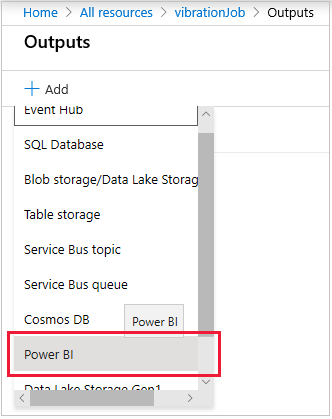 Home > All resources > vibrationJob > Outputs
Outputs
+ Add
Event Hub
SQL Database
Blob storage/Data Lake Storag
Table storage
Service Bus topic
Service Bus queue
Cosmos DB
Power BI
Power BI
Data Lake Storage Gen1